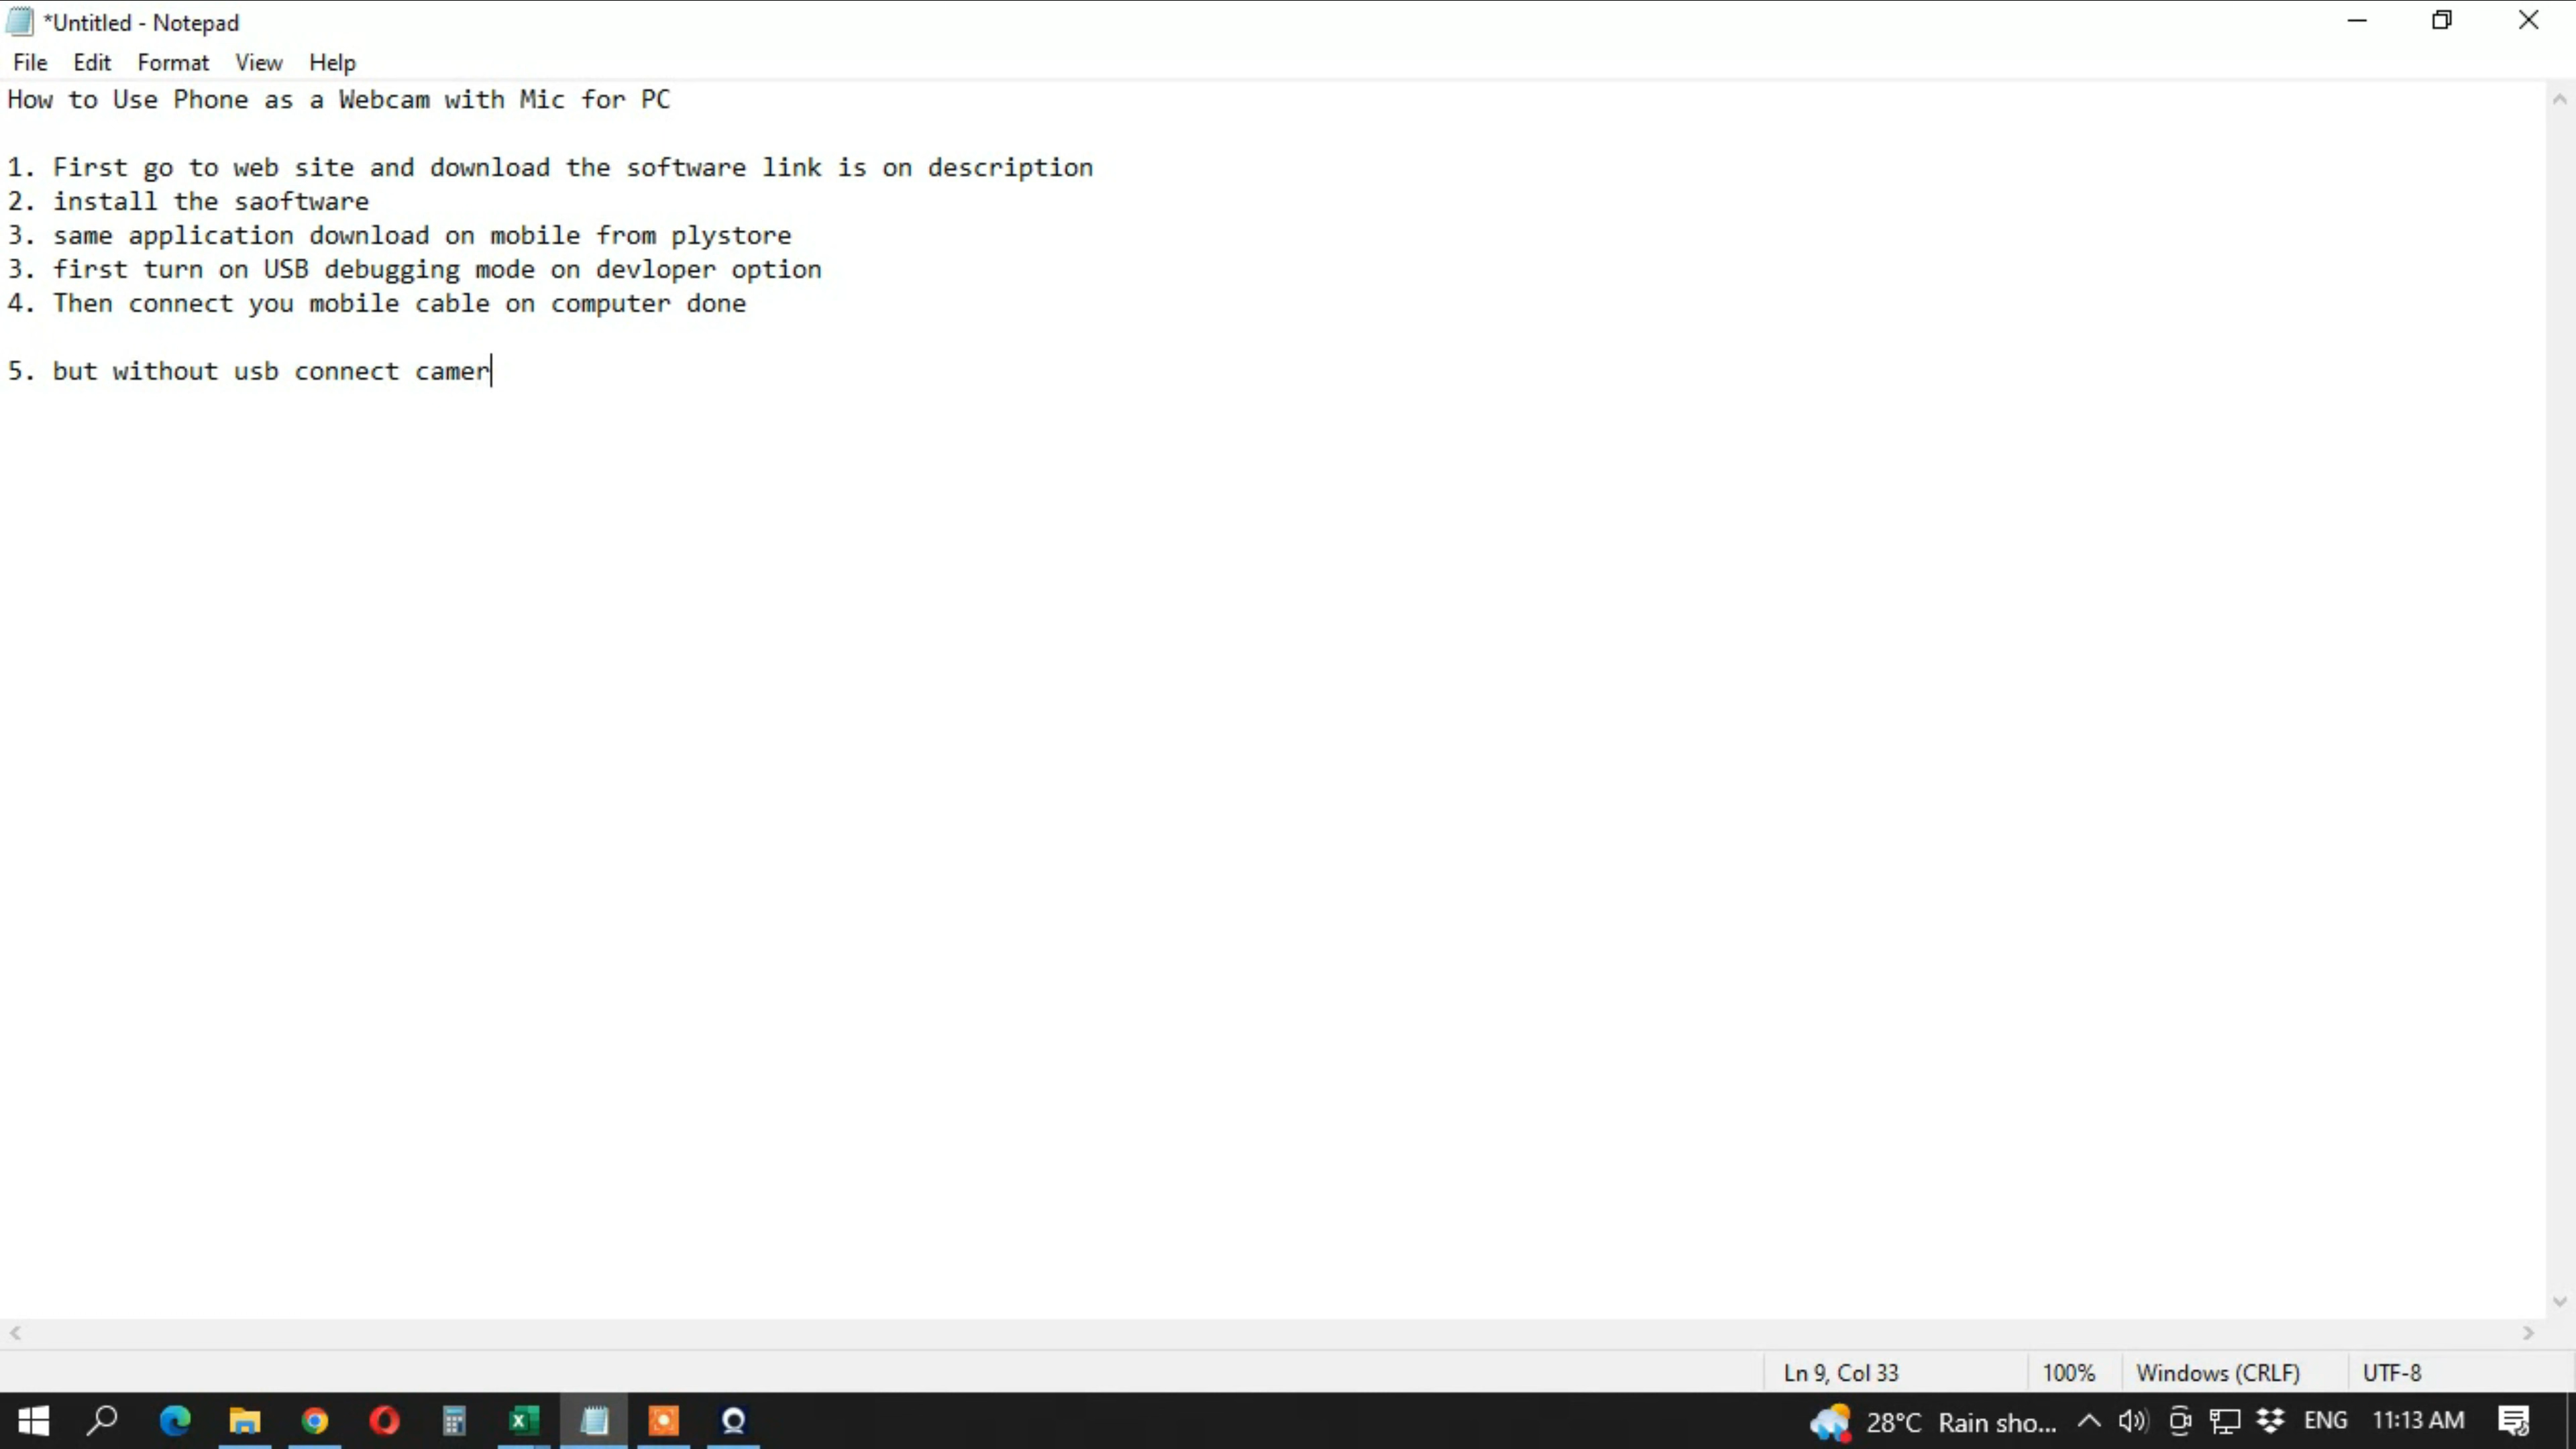 *Untitled - Notepad
File Edit Format View Help
How to Use Phone as a Webcam with Mic for PC
1. First go to web site and download the software link is on description
2. install the saoftware
3. same application download on mobile from plystore
3. first turn on USB debugging mode on devloper option
4. Then connect you mobile cable on computer done
5. but without usb connect camer
Ln 9, Col 33 100% Windows (CRLF) UTF-8
28°C Rain sho... ENG 11:13 AM